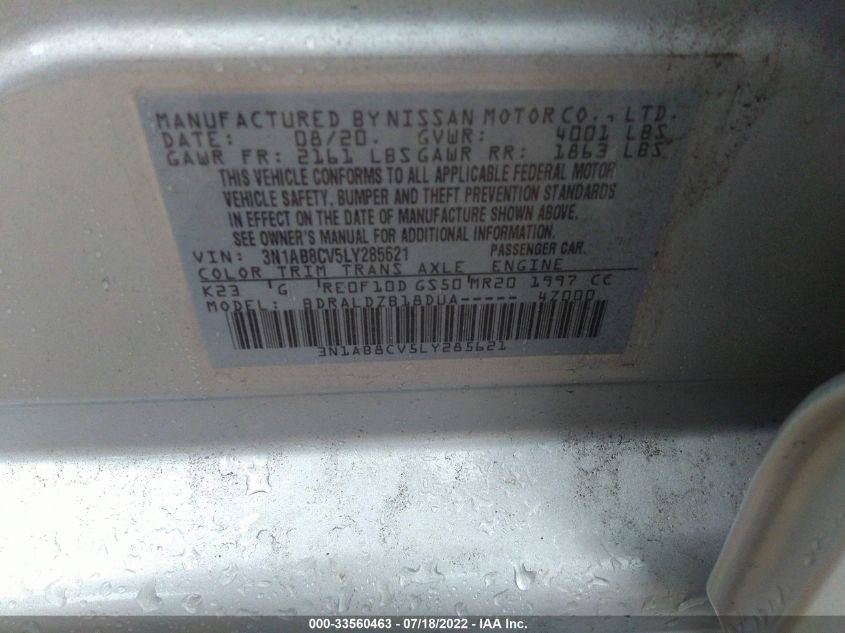 MANUFACTURED BY NISSAN MOTOR CO., LTD.
DATE: 08/20. GVWR: 4001 LBS
GAWR FR: 2161 LBS GAWR RR: 1863 LBS
THIS VEHICLE CONFORMS TO ALL APPLICABLE FEDERAL MOTOR
VEHICLE SAFETY, BUMPER AND THEFT PREVENTION STANDARDS
IN EFFECT ON THE DATE OF MANUFACTURE SHOWN ABOVE.
SEE OWNER'S MANUAL FOR ADDITIONAL INFORMATION.
VIN: 3N1AB8CV5LY285621 PASSENGER CAR.
COLOR TRIM TRANS AXLE ENGINE
K23 G RE0F10D GS50 MR20 1997 CC
MODEL: BDRALDZB18DUA----- 4Z000
3N1AB8CV5LY285621
000-33560463 - 07/18/2022 - IAA Inc.